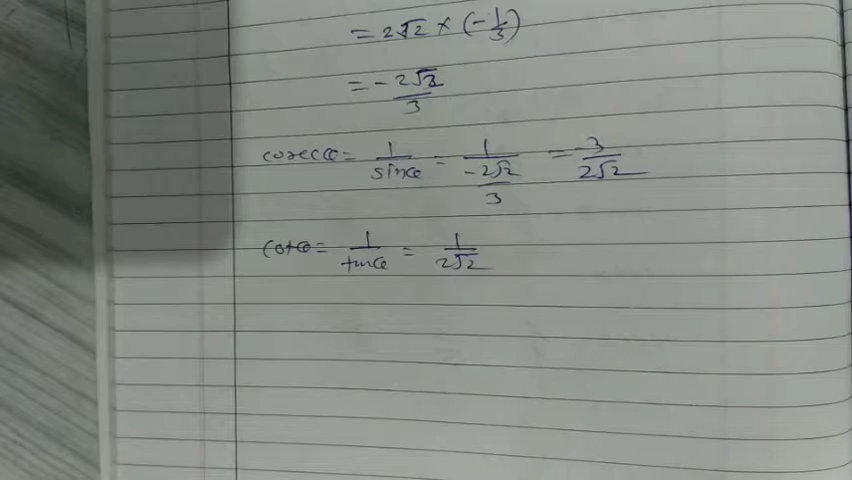 = 2√2 × (-1/3)
= -2√3/3
cosecθ = 1/sinθ = 1/(-2√2/3) = -3/2√2
cotθ = 1/tanθ = 1/2√2